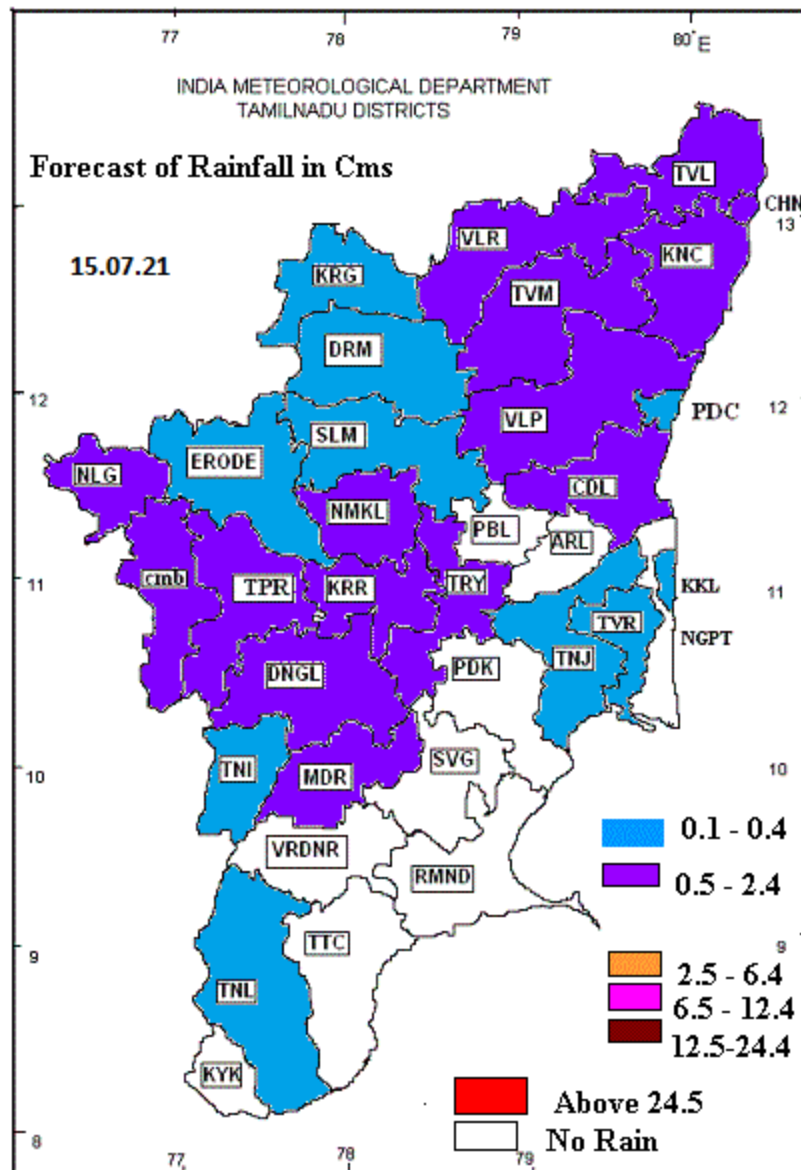 77 78 79 80° E
INDIA METEOROLOGICAL DEPARTMENT
TAMILNADU DISTRICTS
Forecast of Rainfall in Cms
TVL
CHN
13
VLR
KNC
15.07.21
KRG
TVM
DRM
12
12
PDC
VLP
SLM
ERODE
NLG
CDL
NMKL
PBL
ARL
11
cmb
TPR
KRR
TRY
KKL
11
TVR
NGPT
TNJ
DNGL
PDK
10
TNI
MDR
SVG
10
0.1 - 0.4
VRDNR
RMND
0.5 - 2.4
9
TTC
9
2.5 - 6.4
TNL
6.5 - 12.4
12.5-24.4
KYK
Above 24.5
No Rain
8
77 78 79